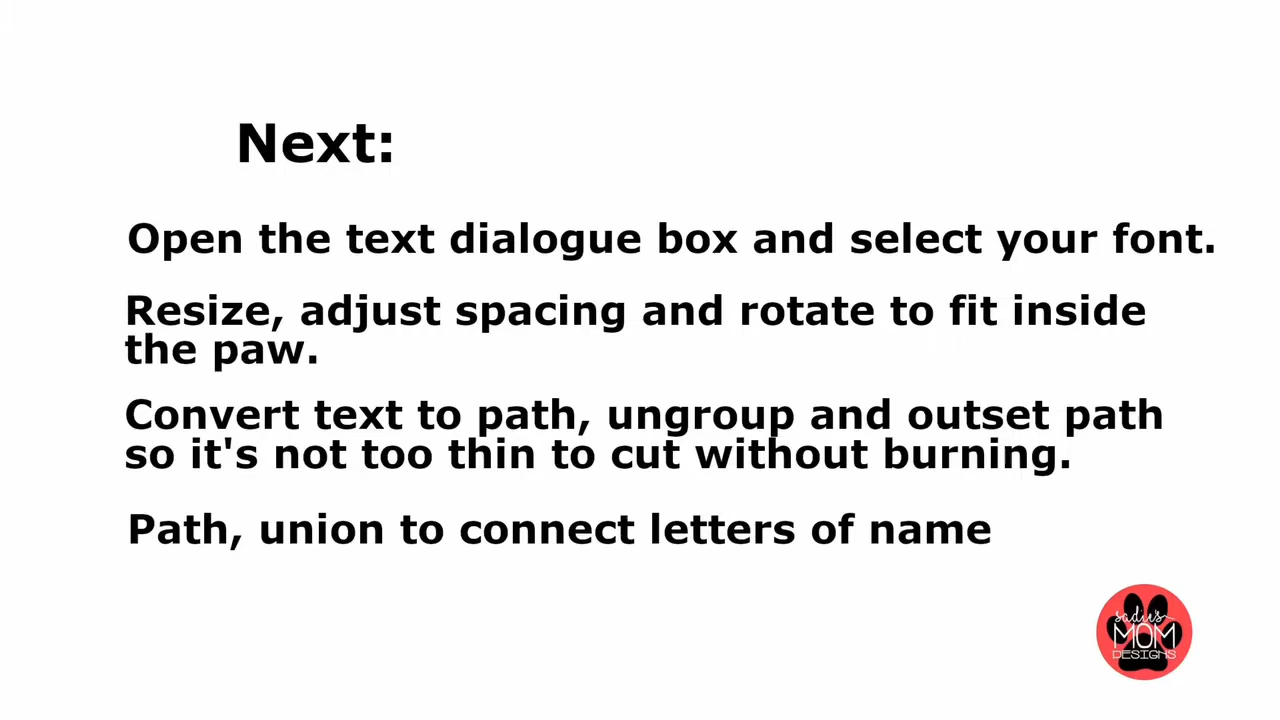 Next:
Open the text dialogue box and select your font.
Resize, adjust spacing and rotate to fit inside
the paw.
Convert text to path, ungroup and outset path
so it's not too thin to cut without burning.
Path, union to connect letters of name
sadie's
MOM
DESIGNS